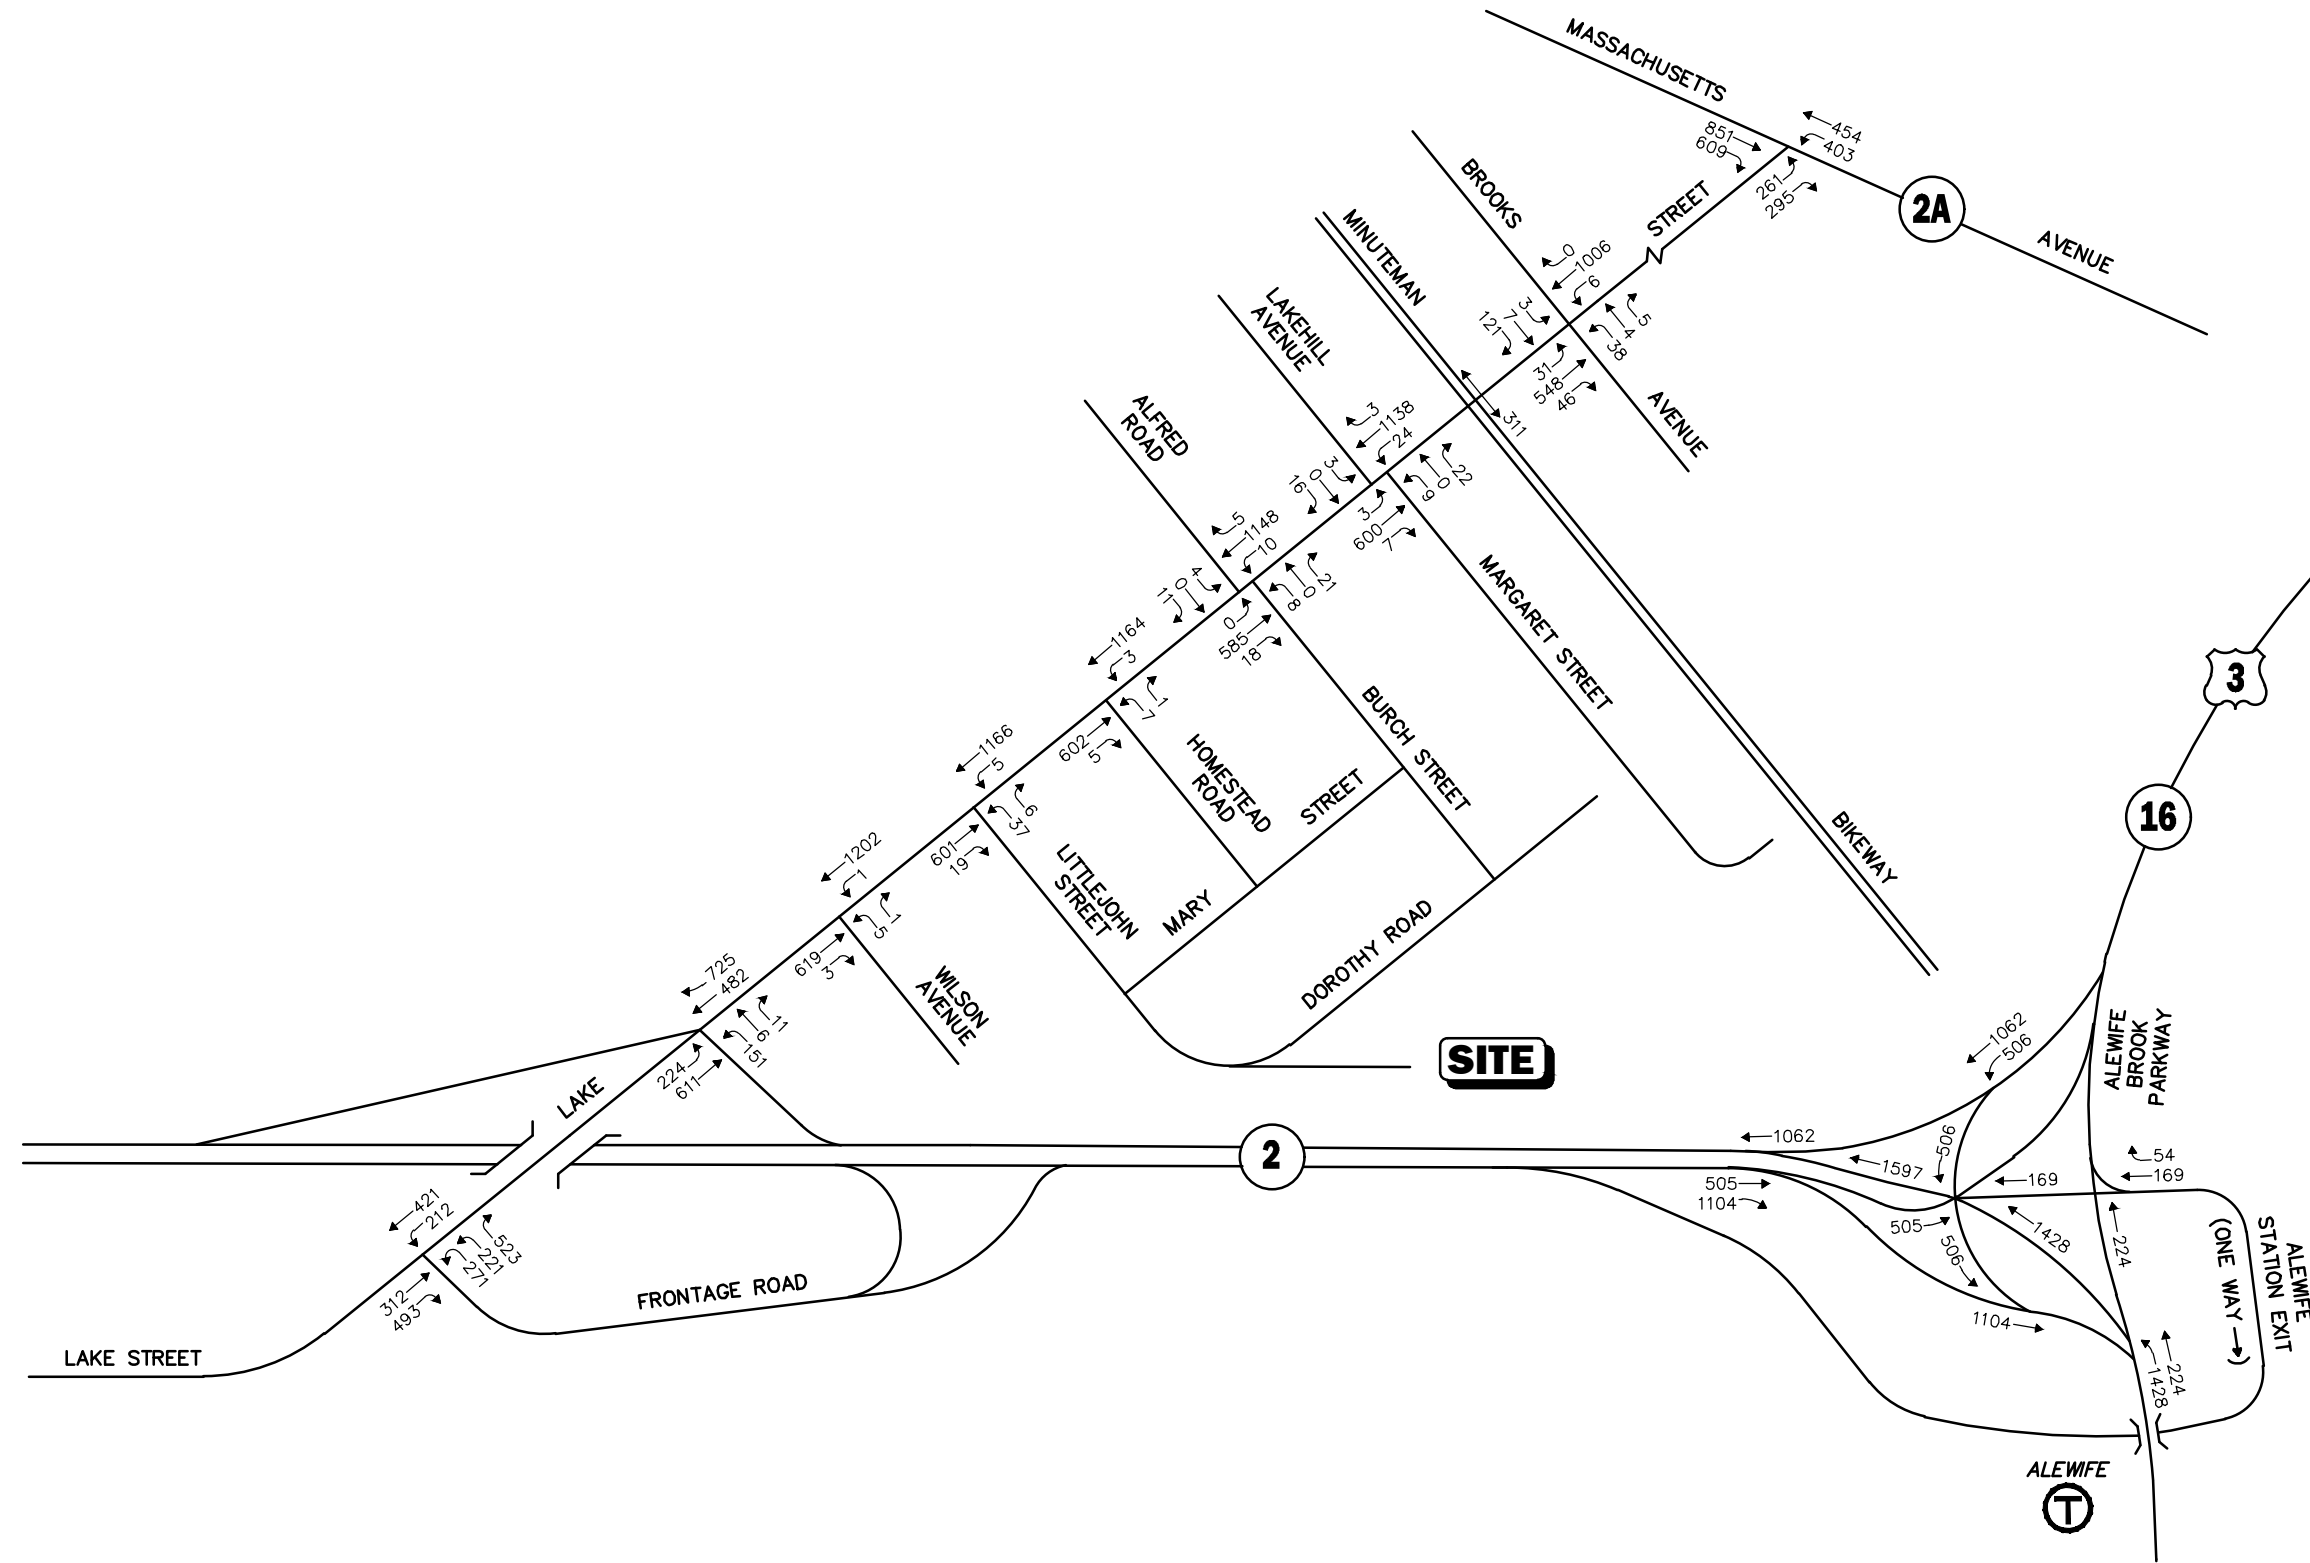 MASSACHUSETTS
454
403
851
609
261
295
2A
AVENUE
BROOKS
STREET
MINUTEMAN
0
1006
6
3
7
121
5
4
38
31
548
46
AVENUE
LAKEHILL
AVENUE
311
3
1138
24
3
0
16
22
0
9
3
600
7
ALFRED
ROAD
5
1148
10
4
0
11
21
0
8
0
585
18
MARGARET STREET
1164
3
1
7
602
5
BURCH STREET
3
HOMESTEAD
ROAD
1166
5
6
37
601
19
STREET
16
BIKEWAY
LITTLEJOHN
STREET
MARY
1202
1
1
5
619
3
DOROTHY ROAD
WILSON
AVENUE
725
482
11
6
151
224
611
SITE
1062
506
ALEWIFE
BROOK
PARKWAY
LAKE
2
1062
506
1597
54
169
169
505
1104
505
506
1428
224
421
212
523
221
271
312
493
FRONTAGE ROAD
1104
ALEWIFE
STATION EXIT
(ONE WAY )
224
1428
LAKE STREET
ALEWIFE
T